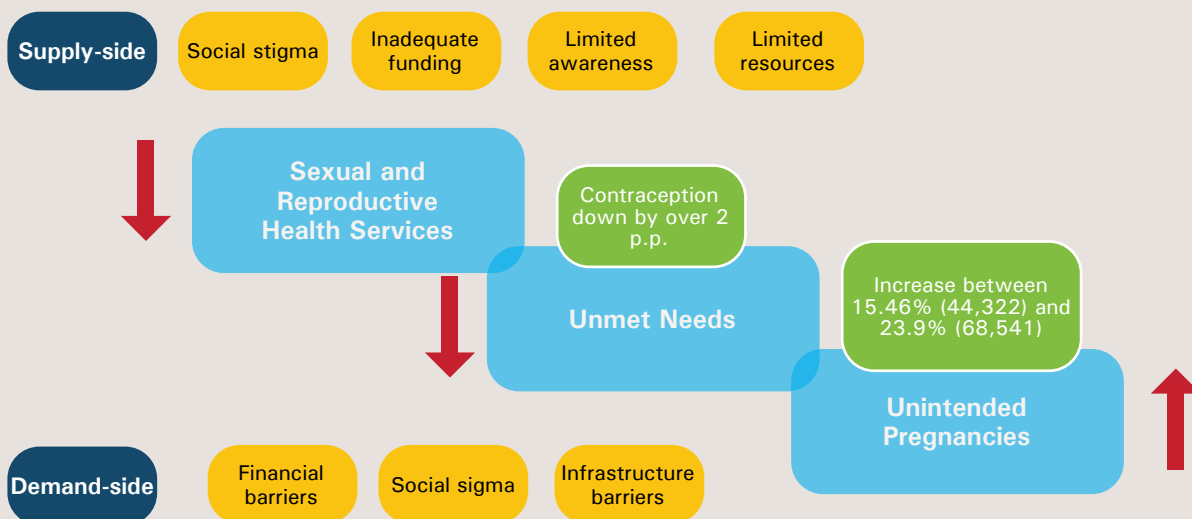 Supply-side
Social stigma
Inadequate
funding
Limited
awareness
Limited
resources
Sexual and
Reproductive
Health Services
Contraception
down by over 2
p.p.
Unmet Needs
Increase between
15.46% (44,322) and
23.9% (68,541)
Unintended
Pregnancies
Demand-side
Financial
barriers
Social sigma
Infrastructure
barriers